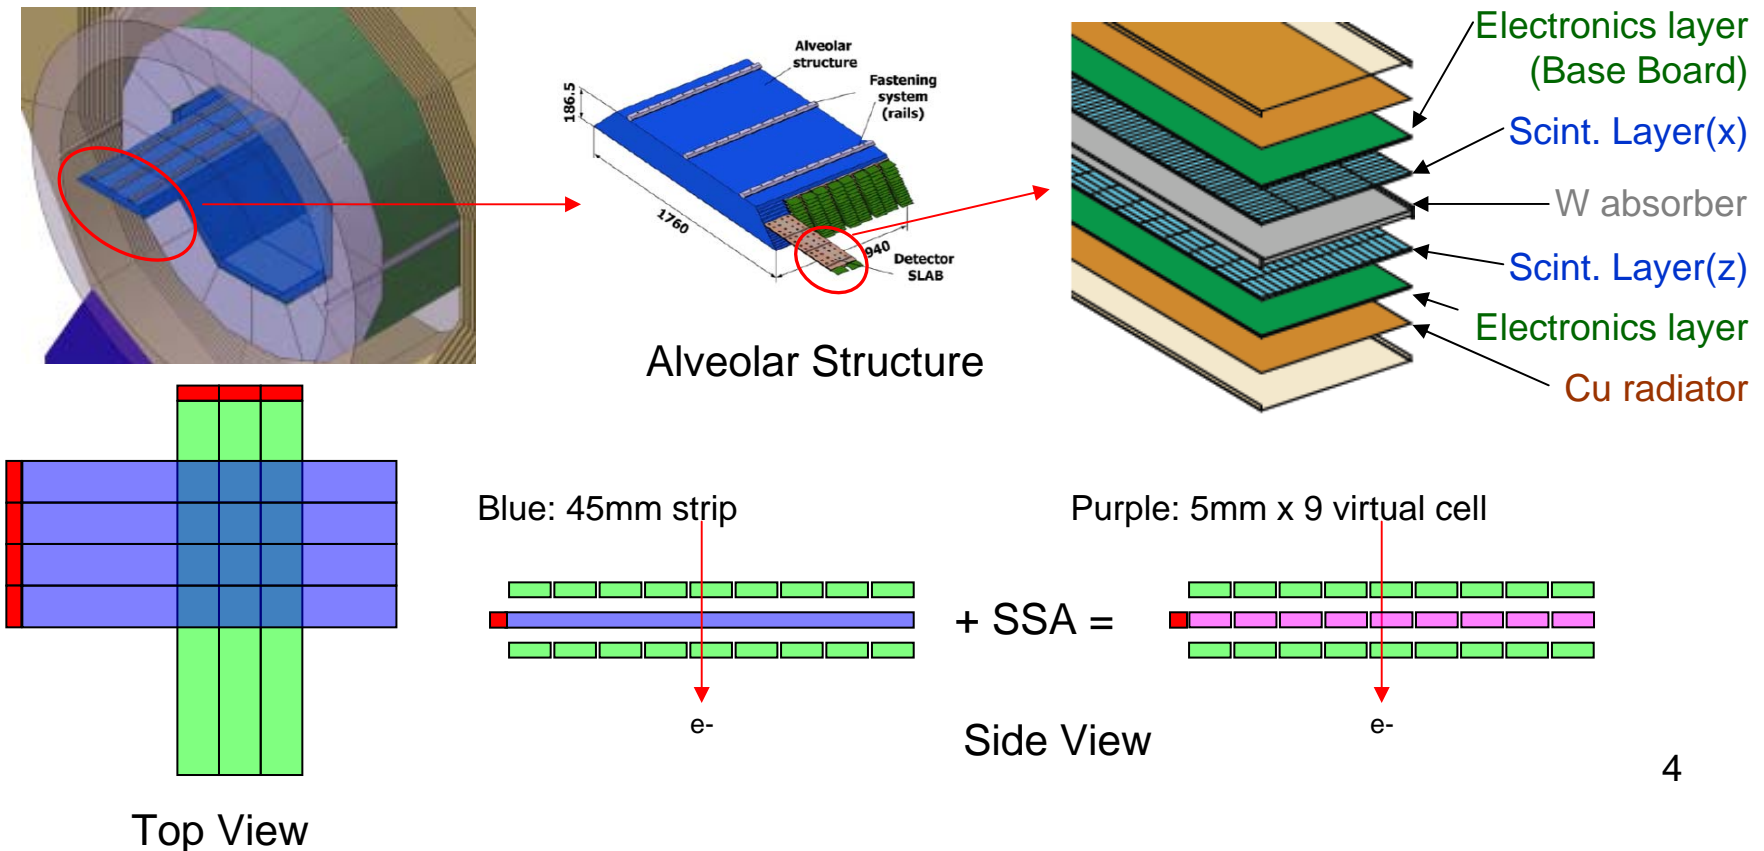 Alveolar
structure
Fastening
system
(rails)
186.5
1760
940
Detector
SLAB
Alveolar Structure
Electronics layer
(Base Board)
Scint. Layer(x)
W absorber
Scint. Layer(z)
Electronics layer
Cu radiator
Blue: 45mm strip
Purple: 5mm x 9 virtual cell
+ SSA =
e-
e-
Side View
Top View
4